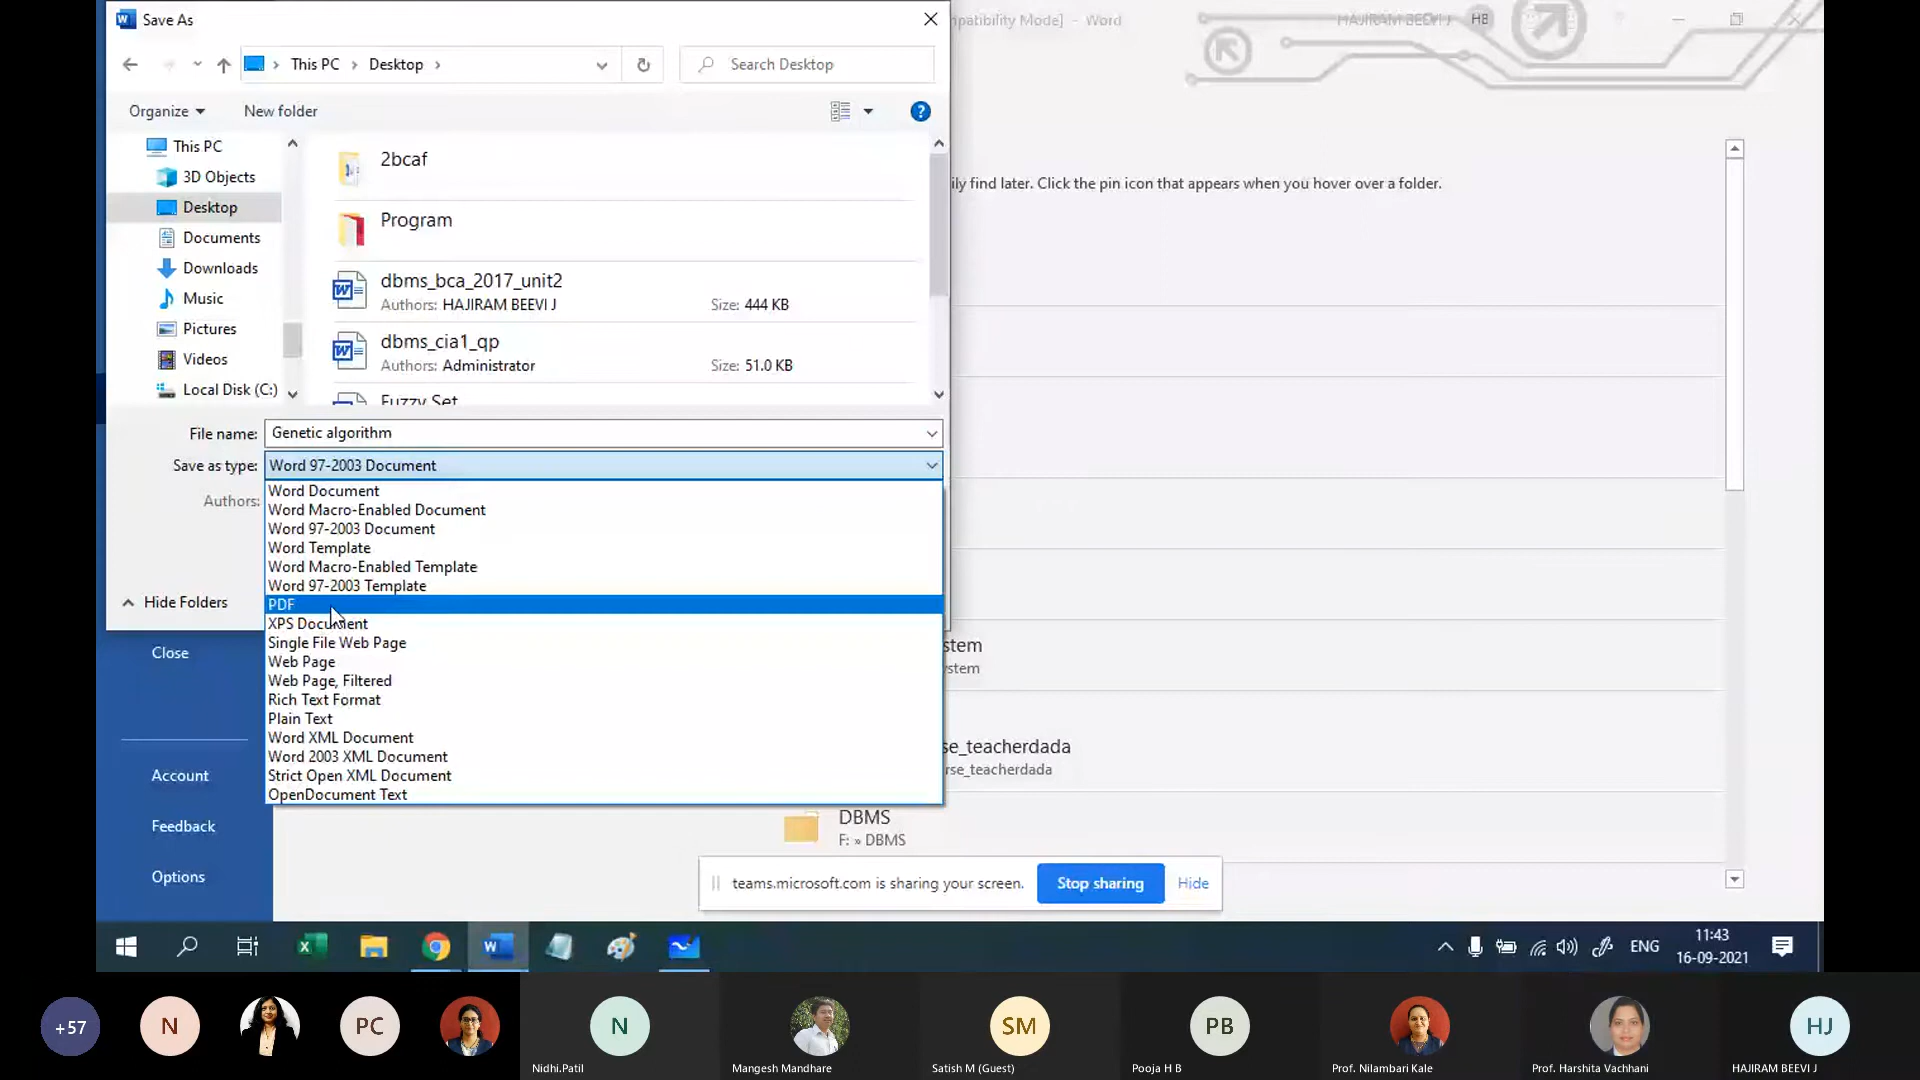 Save As
npatibility Mode] - Word
HAJIRAM BEEVI J
HB
This PC
Desktop
Search Desktop
Organize
New folder
This PC
3D Objects
Desktop
Documents
Downloads
Music
Pictures
Videos
Local Disk (C:)
2bcaf
Program
dbms_bca_2017_unit2
Authors: HAJIRAM BEEVI J
Size: 444 KB
dbms_cia1_qp
Authors: Administrator
Size: 51.0 KB
Fuzzy Set
ily find later. Click the pin icon that appears when you hover over a folder.
File name: Genetic algorithm
Save as type: Word 97-2003 Document
Authors:
Word Document
Word Macro-Enabled Document
Word 97-2003 Document
Word Template
Word Macro-Enabled Template
Word 97-2003 Template
PDF
XPS Document
Single File Web Page
Web Page
Web Page, Filtered
Rich Text Format
Plain Text
Word XML Document
Word 2003 XML Document
Strict Open XML Document
OpenDocument Text
Hide Folders
Close
Account
Feedback
Options
stem
ystem
se_teacherdada
rse_teacherdada
DBMS
F: » DBMS
teams.microsoft.com is sharing your screen.
Stop sharing
Hide
ENG
11:43
16-09-2021
+57
N
PC
N
SM
PB
HJ
Nidhi.Patil
Mangesh Mandhare
Satish M (Guest)
Pooja H B
Prof. Nilambari Kale
Prof. Harshita Vachhani
HAJIRAM BEEVI J